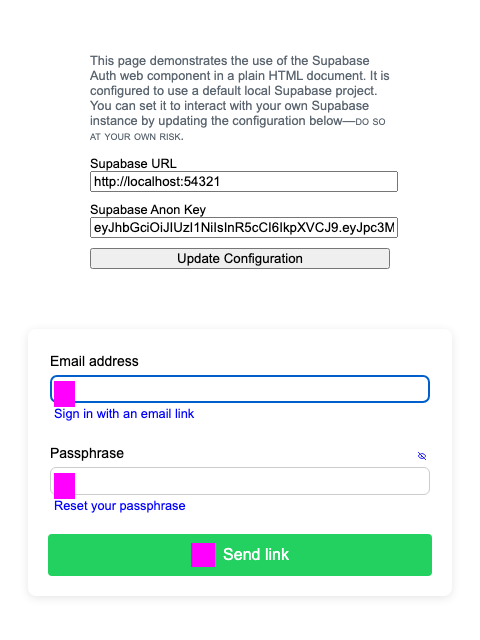 This page demonstrates the use of the Supabase
Auth web component in a plain HTML document. It is
configured to use a default local Supabase project.
You can set it to interact with your own Supabase
instance by updating the configuration below—DO SO
AT YOUR OWN RISK.
Supabase URL
http://localhost:54321
Supabase Anon Key
eyJhbGciOiJIUzI1NiIsInR5cCI6IkpXVCJ9.eyJpc3M
Update Configuration
Email address
Sign in with an email link
Passphrase
Reset your passphrase
Send link